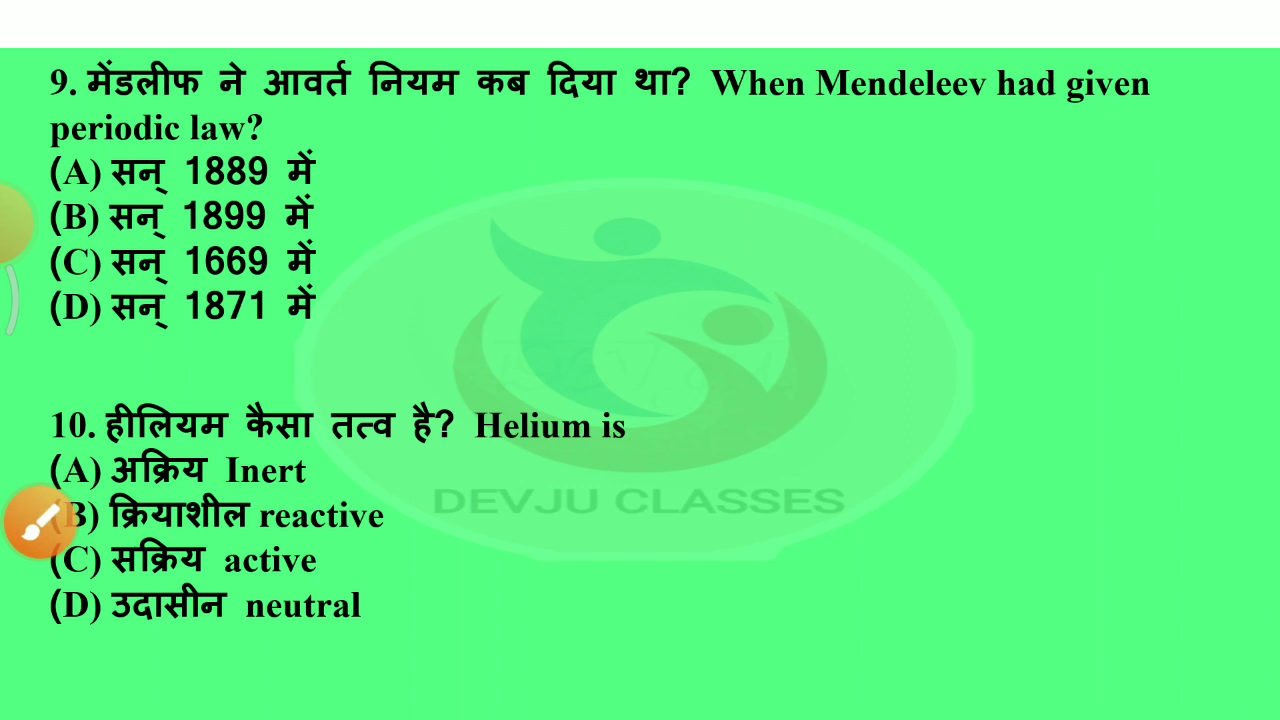 9. मेंडलीफ ने आवर्त नियम कब दिया था? When Mendeleev had given
periodic law?
(A) सन् 1889 में
(B) सन् 1899 में
(C) सन् 1669 में
(D) सन् 1871 में
10. हीलियम कैसा तत्व है? Helium is
(A) अक्रिय Inert
(B) क्रियाशील reactive
(C) सक्रिय active
(D) उदासीन neutral
DEVJU CLASSES